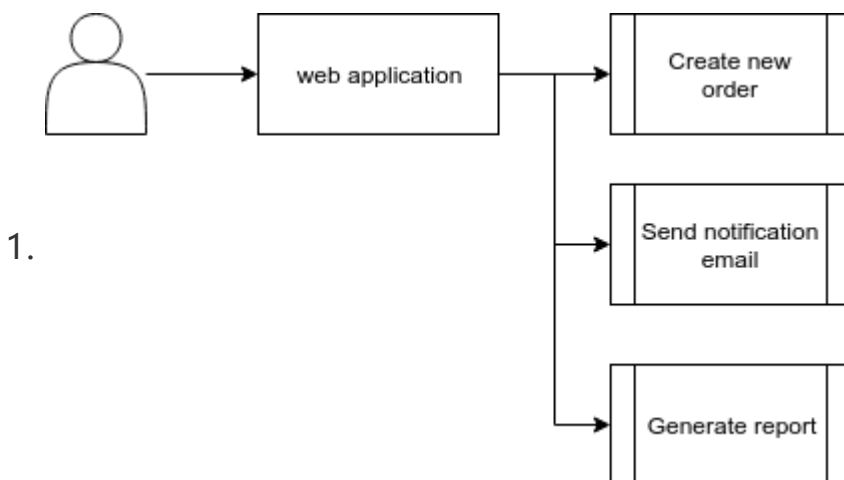 web application
Create new
order
1.
Send notification
email
Generate report